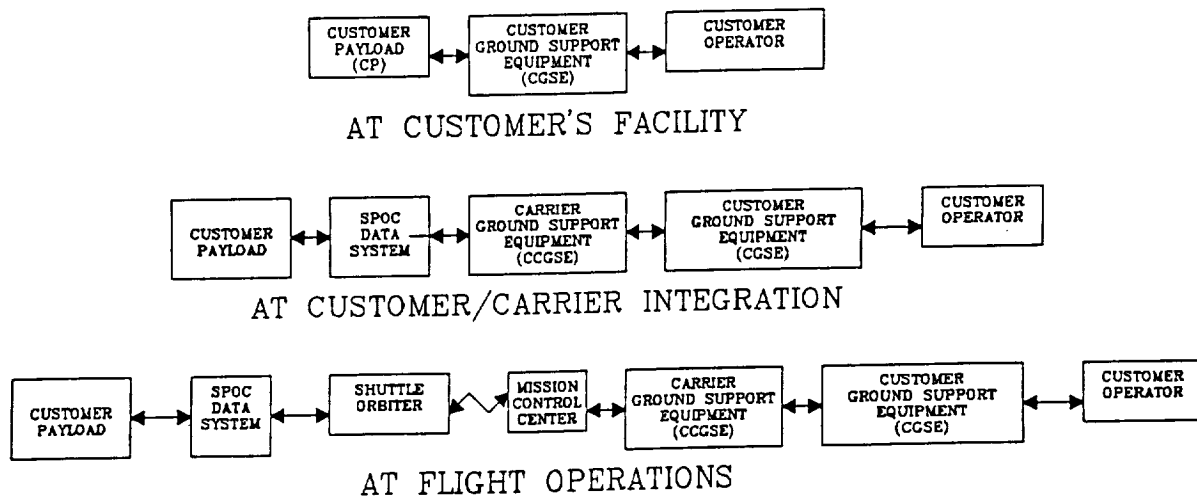 CUSTOMER
PAYLOAD
(CP)
CUSTOMER
GROUND SUPPORT
EQUIPMENT
(CGSE)
CUSTOMER
OPERATOR
AT CUSTOMER'S FACILITY
CUSTOMER
PAYLOAD
SPOC
DATA
SYSTEM
CARRIER
GROUND SUPPORT
EQUIPMENT
(CCGSE)
CUSTOMER
GROUND SUPPORT
EQUIPMENT
(CGSE)
CUSTOMER
OPERATOR
AT CUSTOMER/CARRIER INTEGRATION
CUSTOMER
PAYLOAD
SPOC
DATA
SYSTEM
SHUTTLE
ORBITER
MISSION
CONTROL
CENTER
CARRIER
GROUND SUPPORT
EQUIPMENT
(CCGSE)
CUSTOMER
GROUND SUPPORT
EQUIPMENT
(CGSE)
CUSTOMER
OPERATOR
AT FLIGHT OPERATIONS